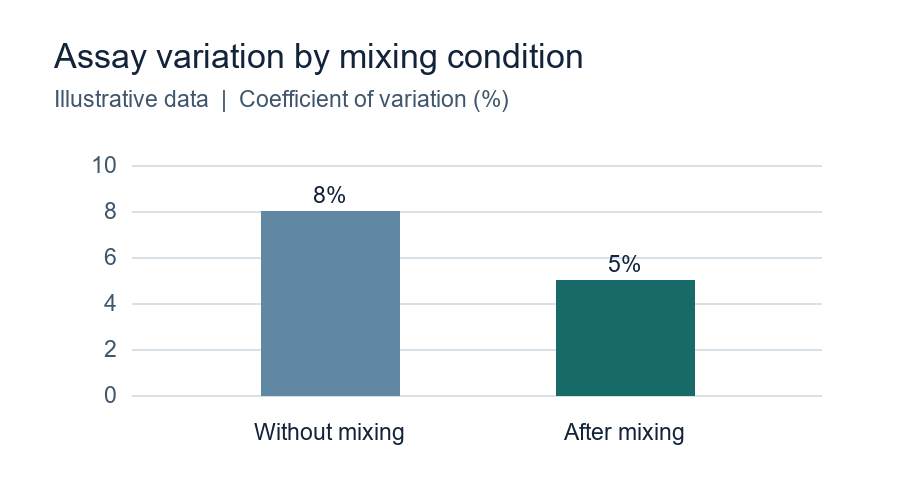 Assay variation by mixing condition
Illustrative data | Coefficient of variation (%)
10
8%
8
6
5%
4
2
0
Without mixing After mixing